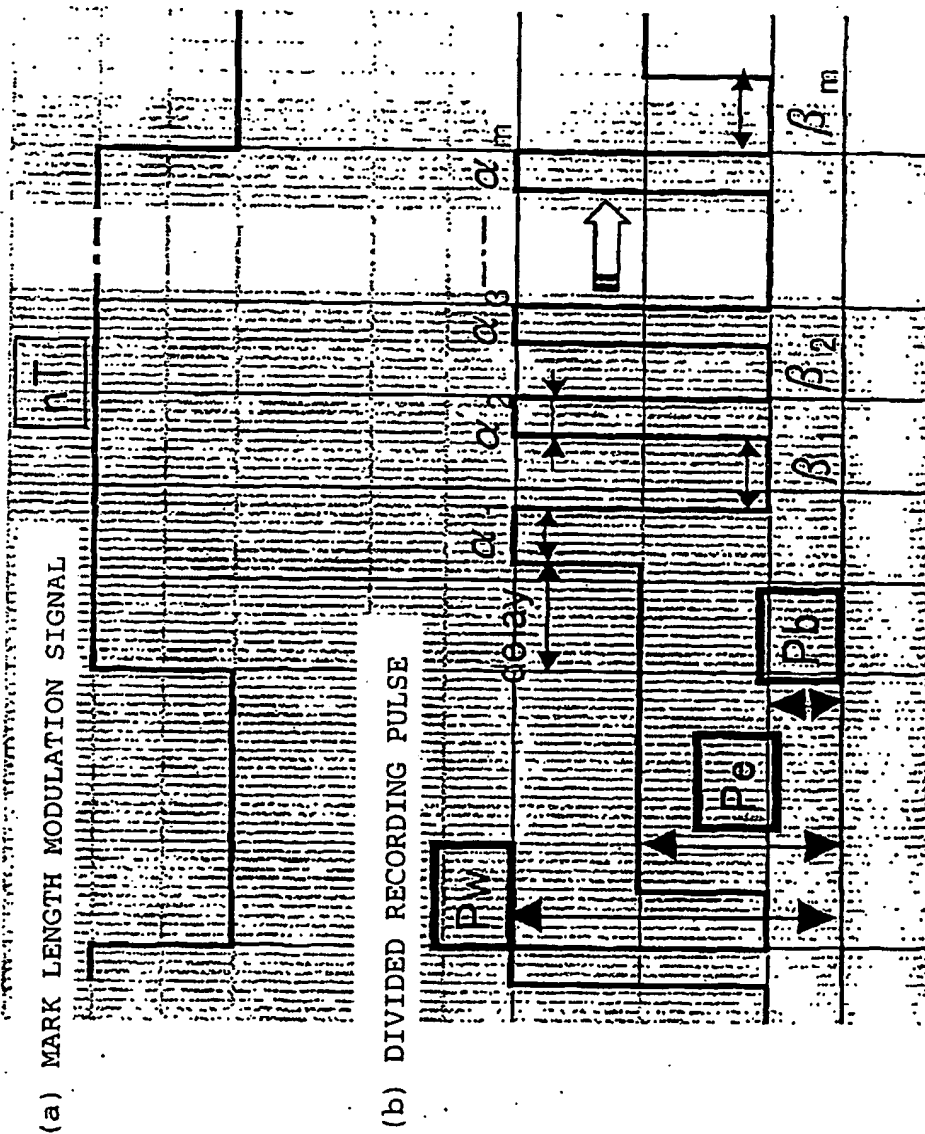 (a) MARK LENGTH MODULATION SIGNAL
nT
(b) DIVIDED RECORDING PULSE
Pw
Pe
Pb
delay
α1
α2
α3
αm
β1
β2
βm